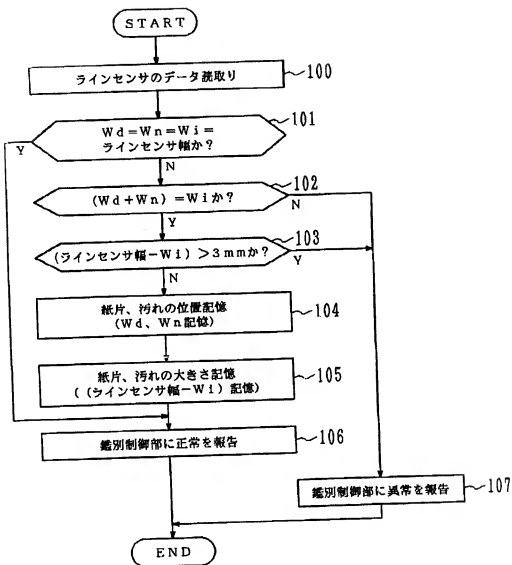 START
ラインセンサのデータ読取り
100
101
Wd=Wn=Wi=
ラインセンサ幅か?
Y
N
102
(Wd+Wn)=Wiか?
N
Y
103
(ラインセンサ幅-Wi)>3mmか?
Y
N
紙片、汚れの位置記憶
(Wd、Wn記憶)
104
紙片、汚れの大きさ記憶
((ラインセンサ幅-Wi)記憶)
105
鑑別制御部に正常を報告
106
鑑別制御部に異常を報告
107
END